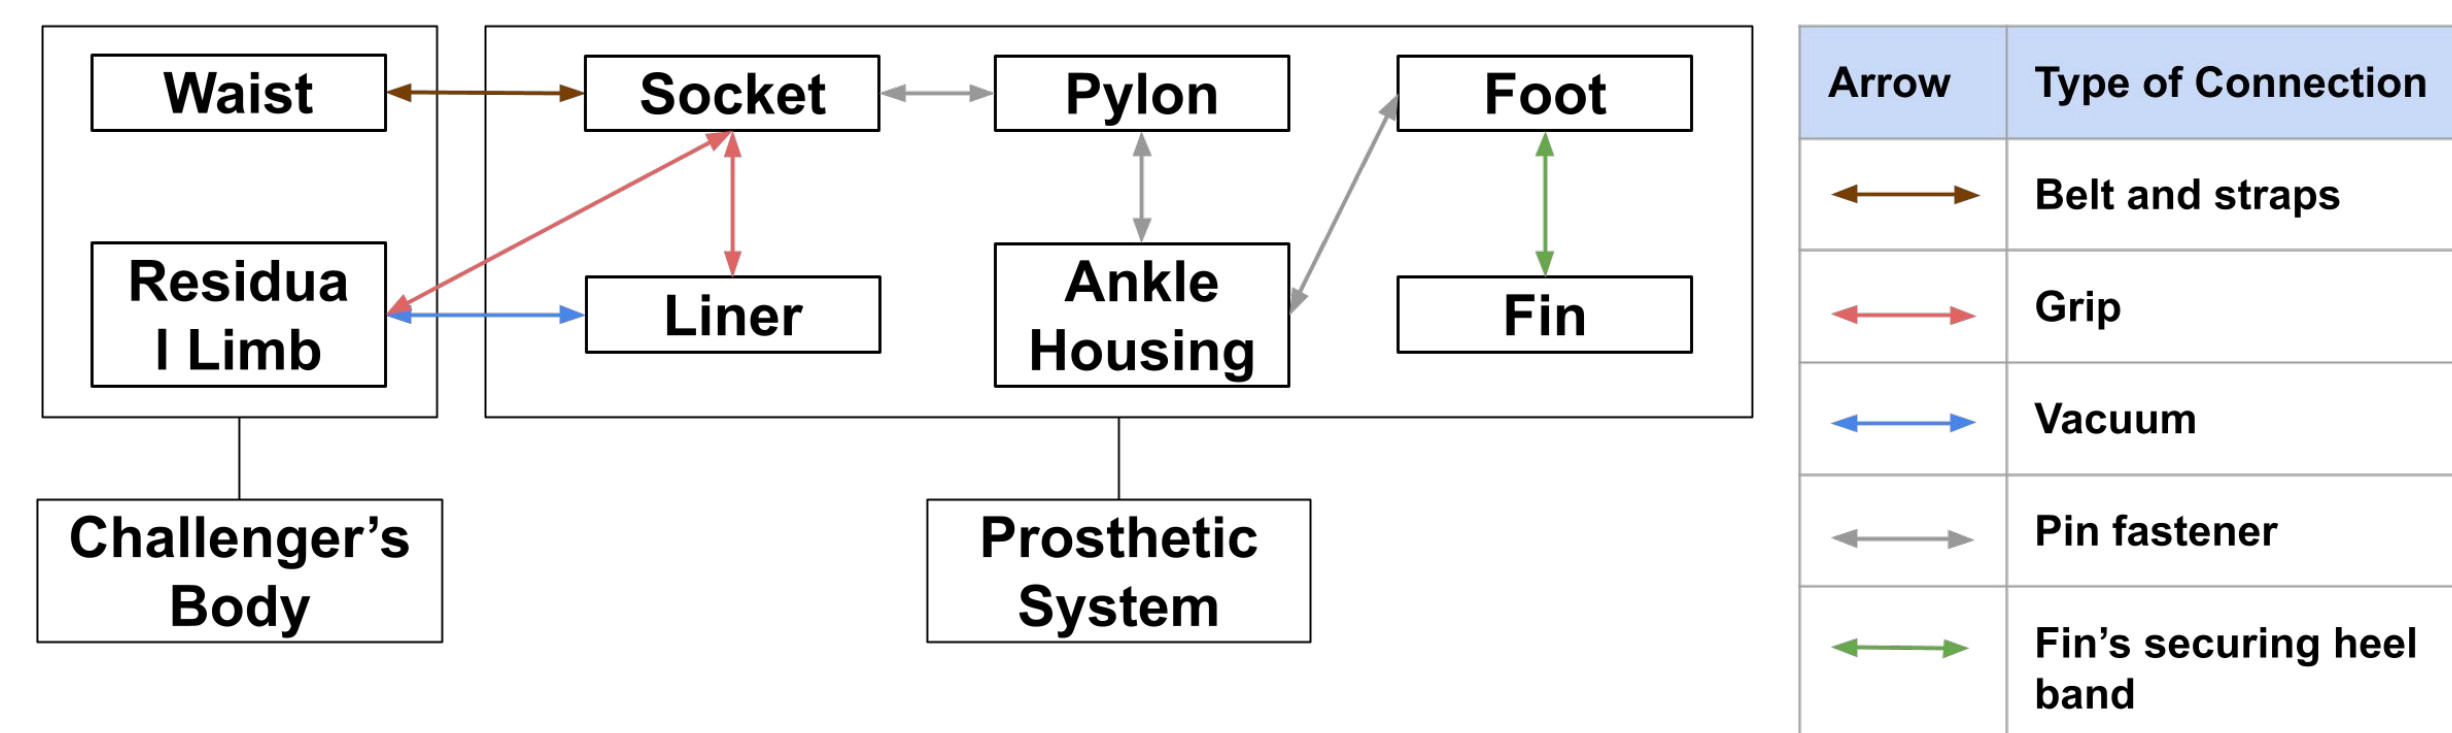 Waist
Socket
Pylon
Foot
Residua
l Limb
Liner
Ankle
Housing
Fin
Challenger’s
Body
Prosthetic
System
Arrow
Type of Connection
Belt and straps
Grip
Vacuum
Pin fastener
Fin’s securing heel
band